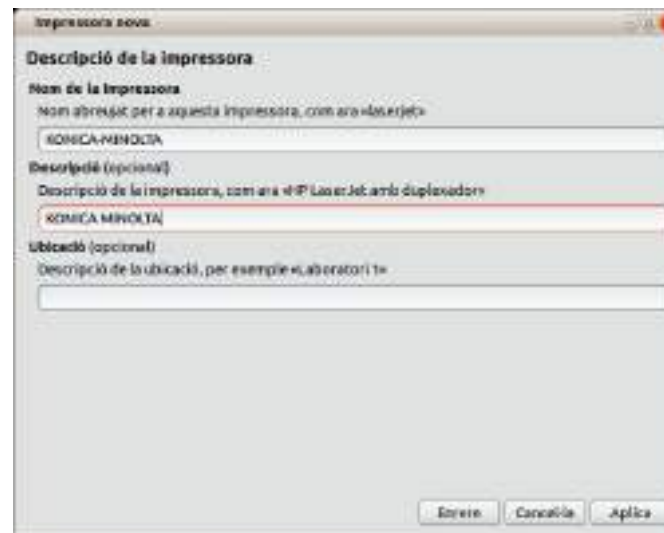 Impressora nova
Descripció de la impressora
Nom de la Impressora
Nom abreujat per a aquesta impressora, com ara «laserjet»
KONICA-MINOLTA
Descripció (opcional)
Descripció de la impressora, com ara «HP LaserJet amb duplexador»
KONICA MINOLTA
Ubicació (opcional)
Descripció de la ubicació, per exemple «Laboratori 1»
Enrere Cancel·la Aplica